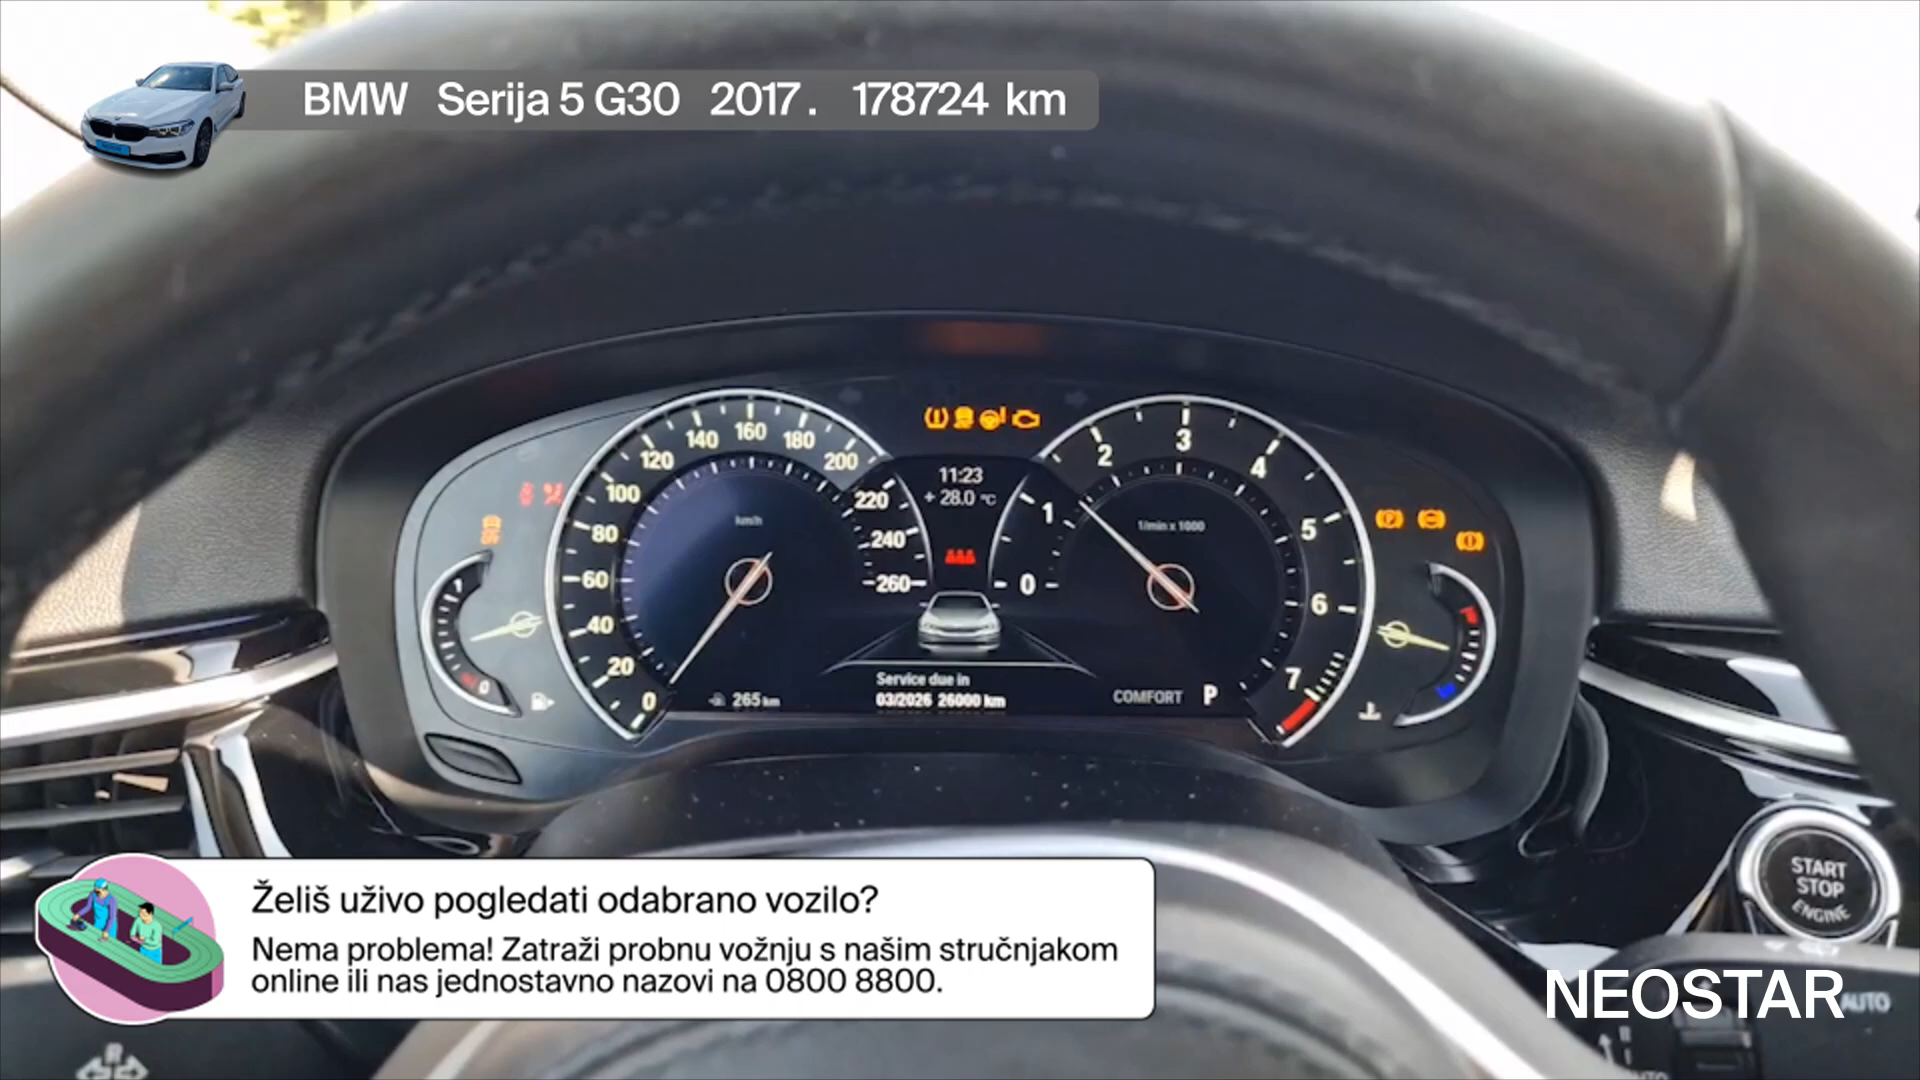 BMW Serija 5 G30 2017. 178724 km
11:23
+ 28.0 °C
km/h
0
20
40
60
80
100
120
140
160
180
200
220
240
260
1/min x 1000
0
1
2
3
4
5
6
7
1
0
265 km
Service due in
03/2026 26000 km
COMFORT P
START
STOP
ENGINE
Želiš uživo pogledati odabrano vozilo?
Nema problema! Zatraži probnu vožnju s našim stručnjakom
online ili nas jednostavno nazovi na 0800 8800.
NEOSTAR
AUTO
R